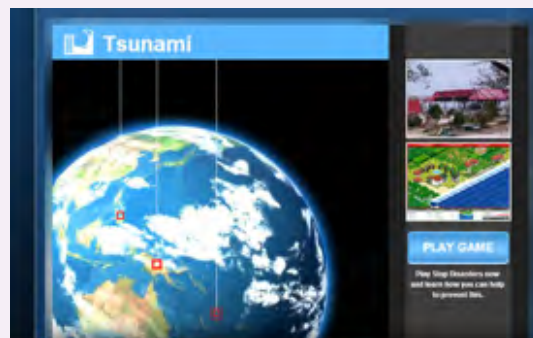 Tsunami
PLAY GAME
Play Stop Disasters now
and learn how you can help
to prevent this.